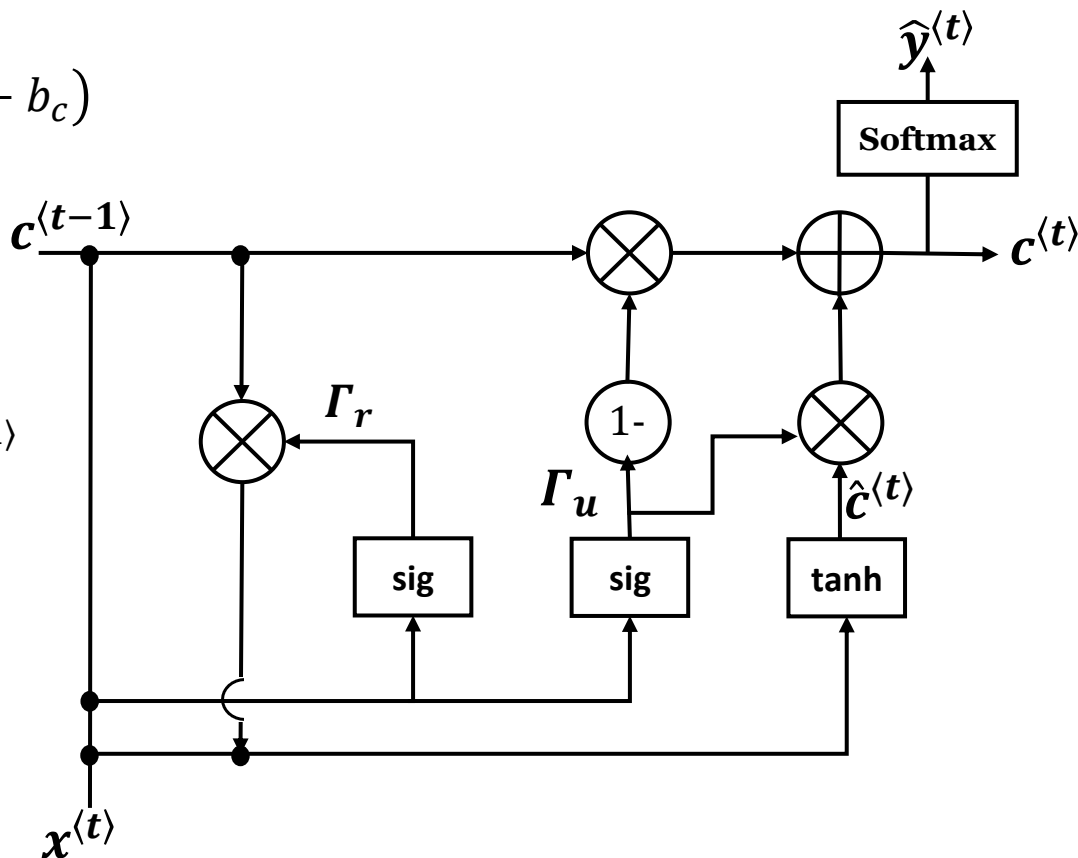 ŷ⟨t⟩
b_c)
Softmax
c⟨t−1⟩
c⟨t⟩
Γ_r
⟩
1-
Γ_u
ĉ⟨t⟩
sig
sig
tanh
x⟨t⟩